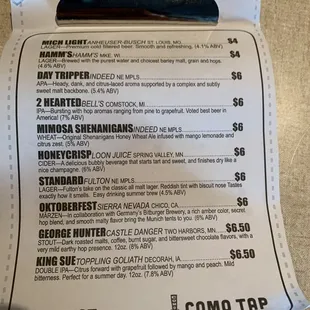 MICH LIGHT ANHEUSER-BUSCH ST. LOUIS, MO. $4
LAGER—Premium cold filtered beer. Smooth and refreshing. (4.1% ABV)
HAMM'S HAMM'S MKE, WI $4
LAGER—Brewed with the purest water and choicest barley malt, grain and hops. (4.6% ABV)
DAY TRIPPER INDEED NE MPLS $6
APA—Heady, dank, and citrus-laced aromas supported by a complex and subtly sweet malt backbone. (5.4% ABV)
2 HEARTED BELL'S COMSTOCK, MI $6
IPA—Bursting with hop aromas ranging from pine to grapefruit. Voted best beer in America! (7% ABV)
MIMOSA SHENANIGANS INDEED NE MPLS $6
WHEAT—Original Shenanigans Honey Wheat Ale infused with mango lemonade and citrus zest. (5% ABV)
HONEYCRISP LOON JUICE SPRING VALLEY, MN $6
CIDER—A delicious bubbly beverage that starts tart and sweet, and finishes dry like a nice champagne. (6% ABV)
STANDARD FULTON NE MPLS $6
LAGER—Fulton's take on the classic all malt lager. Reddish tint with biscuit nose Tastes exactly how it smells. Easy drinking summer brew (4.5% ABV)
OKTOBERFEST SIERRA NEVADA CHICO, CA $6
MÄRZEN—In collaboration with Germany's Bitburger Brewery, a rich amber color, secret hop blend, and smooth malty flavor bring the Munich tents to you. (6% ABV)
GEORGE HUNTER CASTLE DANGER TWO HARBORS, MN $6.50
STOUT—Dark roasted malts, coffee, burnt sugar, and bittersweet chocolate flavors, with a very mild earthy hop presence. 12oz. (8% ABV)
KING SUE TOPPLING GOLIATH DECORAH, IA $6.50
DOUBLE IPA—Citrus forward with grapefruit followed by mango and peach. Mild bitterness. Perfect for a summer day. 12oz. (7.8% ABV)
COMO TAP